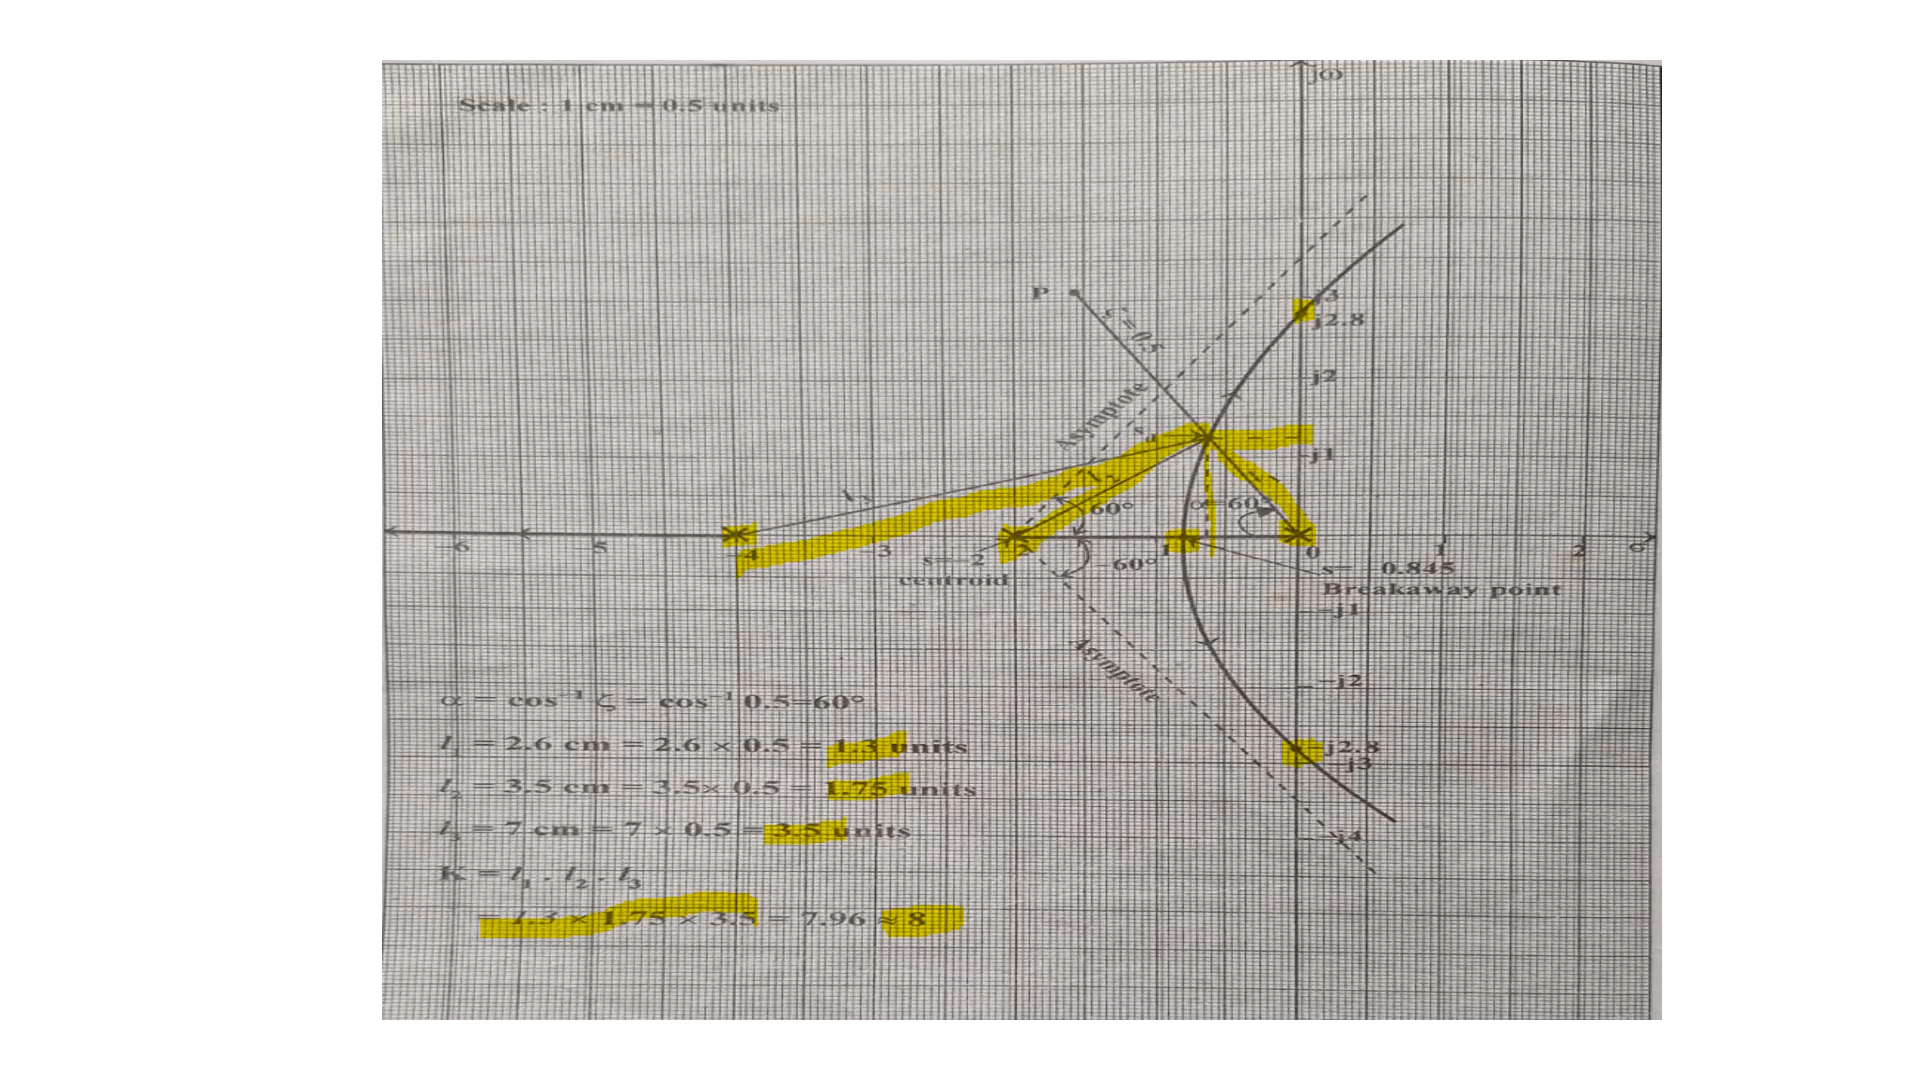 Scale : 1 cm = 0.5 units
jω
j3
P
j2.8
ζ = 0.5
j2
Asymptote
sd
j1
l3
l2
60°
α=60°
-6
-5
-4
-3
s=-2
-2
-60°
1
0
1
2
σ
centroid
s= 0.845
Breakaway point
-j1
Asymptote
-j2
α = cos⁻¹ ζ = cos⁻¹ 0.5=60°
l₁ = 2.6 cm = 2.6 × 0.5 = 1.3 units
-j2.8
-j3
l₂ = 3.5 cm = 3.5× 0.5 = 1.75 units
l₃ = 7 cm = 7 × 0.5 = 3.5 units
-j4
K = l₁ . l₂ . l₃
= 1.3 × 1.75 × 3.5 = 7.96 ≈ 8